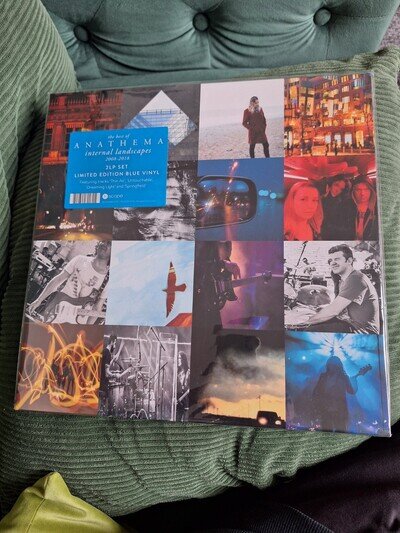 the best of
ANATHEMA
internal landscapes
2008-2018
2LP SET
LIMITED EDITION BLUE VINYL
Featuring tracks Thin Air, Untouchable,
Dreaming Light and Springfield
kscope